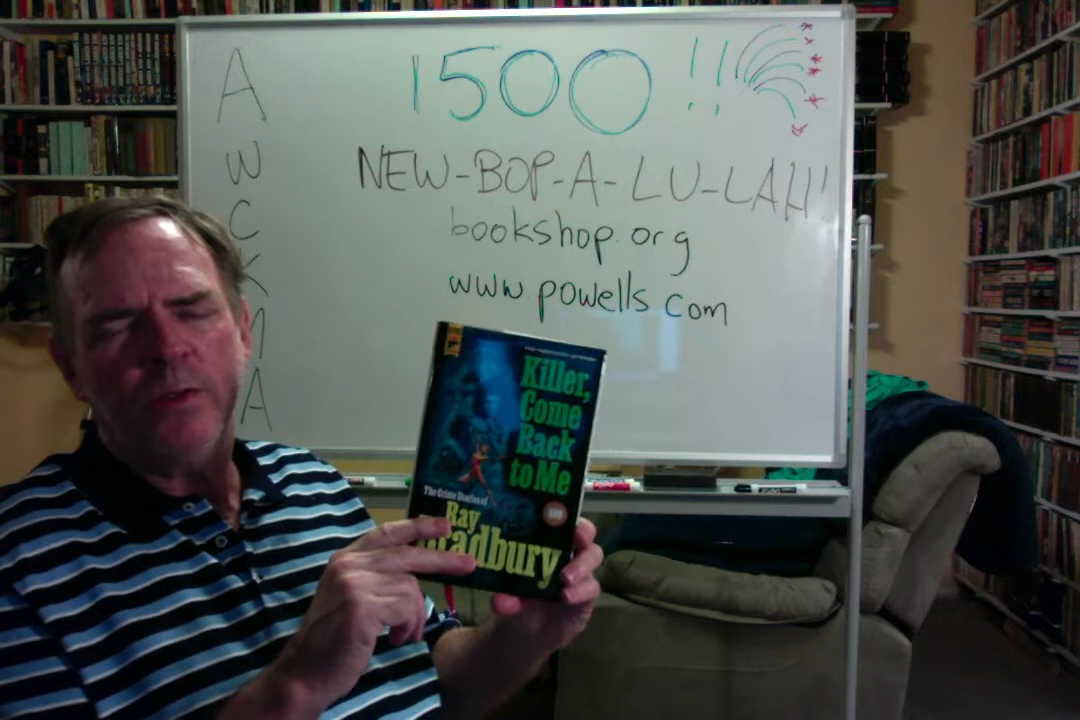 1500!!
NEW-BOP-A-LU-LAH!
bookshop.org
www.powells.com
A
W
C
K
M
A
Killer,
Come
Back
to Me
The Crime Stories of
Ray
Bradbury